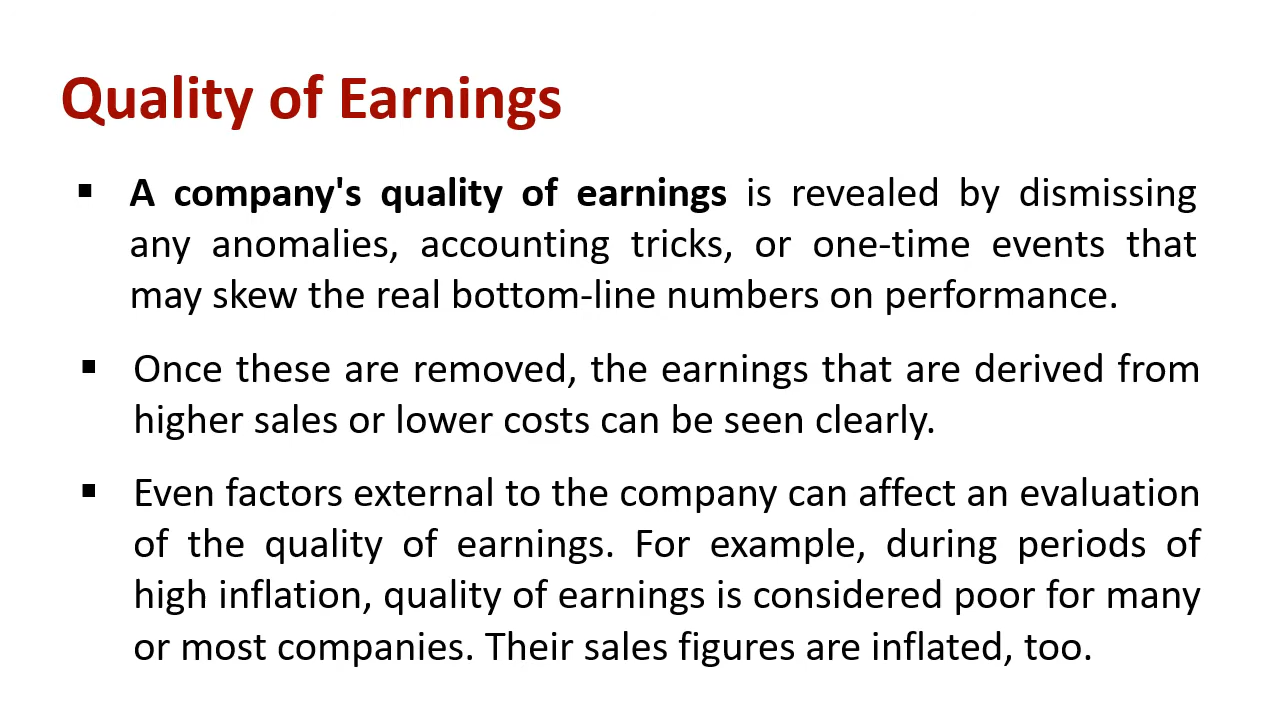 Quality of Earnings
▪ A company's quality of earnings is revealed by dismissing
any anomalies, accounting tricks, or one-time events that
may skew the real bottom-line numbers on performance.
▪ Once these are removed, the earnings that are derived from
higher sales or lower costs can be seen clearly.
▪ Even factors external to the company can affect an evaluation
of the quality of earnings. For example, during periods of
high inflation, quality of earnings is considered poor for many
or most companies. Their sales figures are inflated, too.